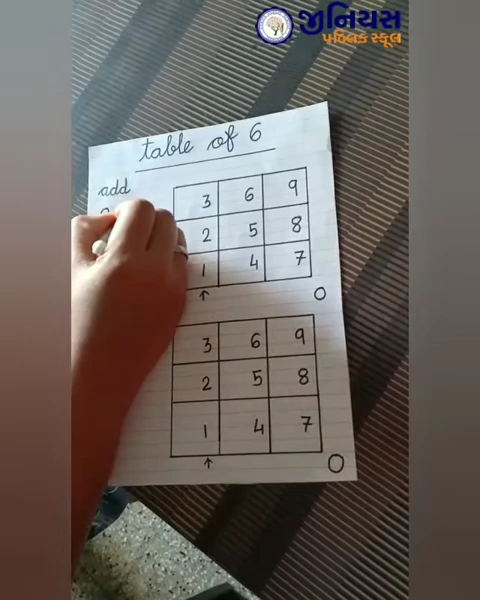 જીનિયસ
પબ્લિક સ્કૂલ
table of 6
add
3 6 9
2 5 8
1 4 7
↑ 0
3 6 9
2 5 8
1 4 7
↑ 0